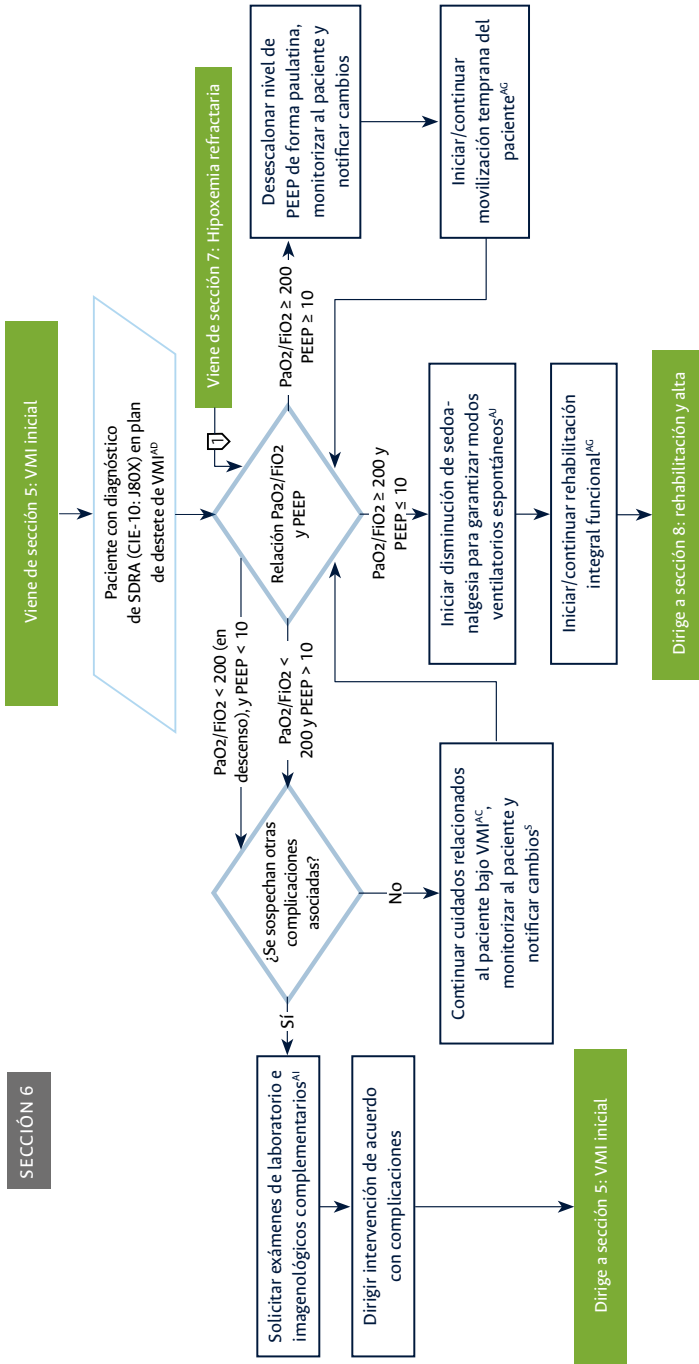 SECCIÓN 6
Viene de sección 5: VMI inicial
Paciente con diagnóstico
de SDRA (CIE-10: J80X) en plan
de destete de VMIᴬᴰ
Viene de sección 7: Hipoxemia refractaria
1
Relación PaO2/FiO2
y PEEP
PaO2/FiO2 < 200 (en
descenso), y PEEP < 10
PaO2/FiO2 <
200 y PEEP > 10
PaO2/FiO2 ≥ 200
PEEP ≥ 10
PaO2/FiO2 ≥ 200 y
PEEP ≤ 10
¿Se sospechan otras
complicaciones
asociadas?
Sí
No
Solicitar exámenes de laboratorio e
imagenológicos complementariosᴬᴵ
Dirigir intervención de acuerdo
con complicaciones
Dirige a sección 5: VMI inicial
Continuar cuidados relacionados
al paciente bajo VMIᴬC,
monitorizar al paciente y
notificar cambiosˢ
Iniciar disminución de sedoa-
nalgesia para garantizar modos
ventilatorios espontáneosᴬᴶ
Iniciar/continuar rehabilitación
integral funcionalᴬᴳ
Dirige a sección 8: rehabilitación y alta
Desescalonar nivel de
PEEP de forma paulatina,
monitorizar al paciente y
notificar cambios
Iniciar/continuar
movilización temprana del
pacienteᴬᴳ